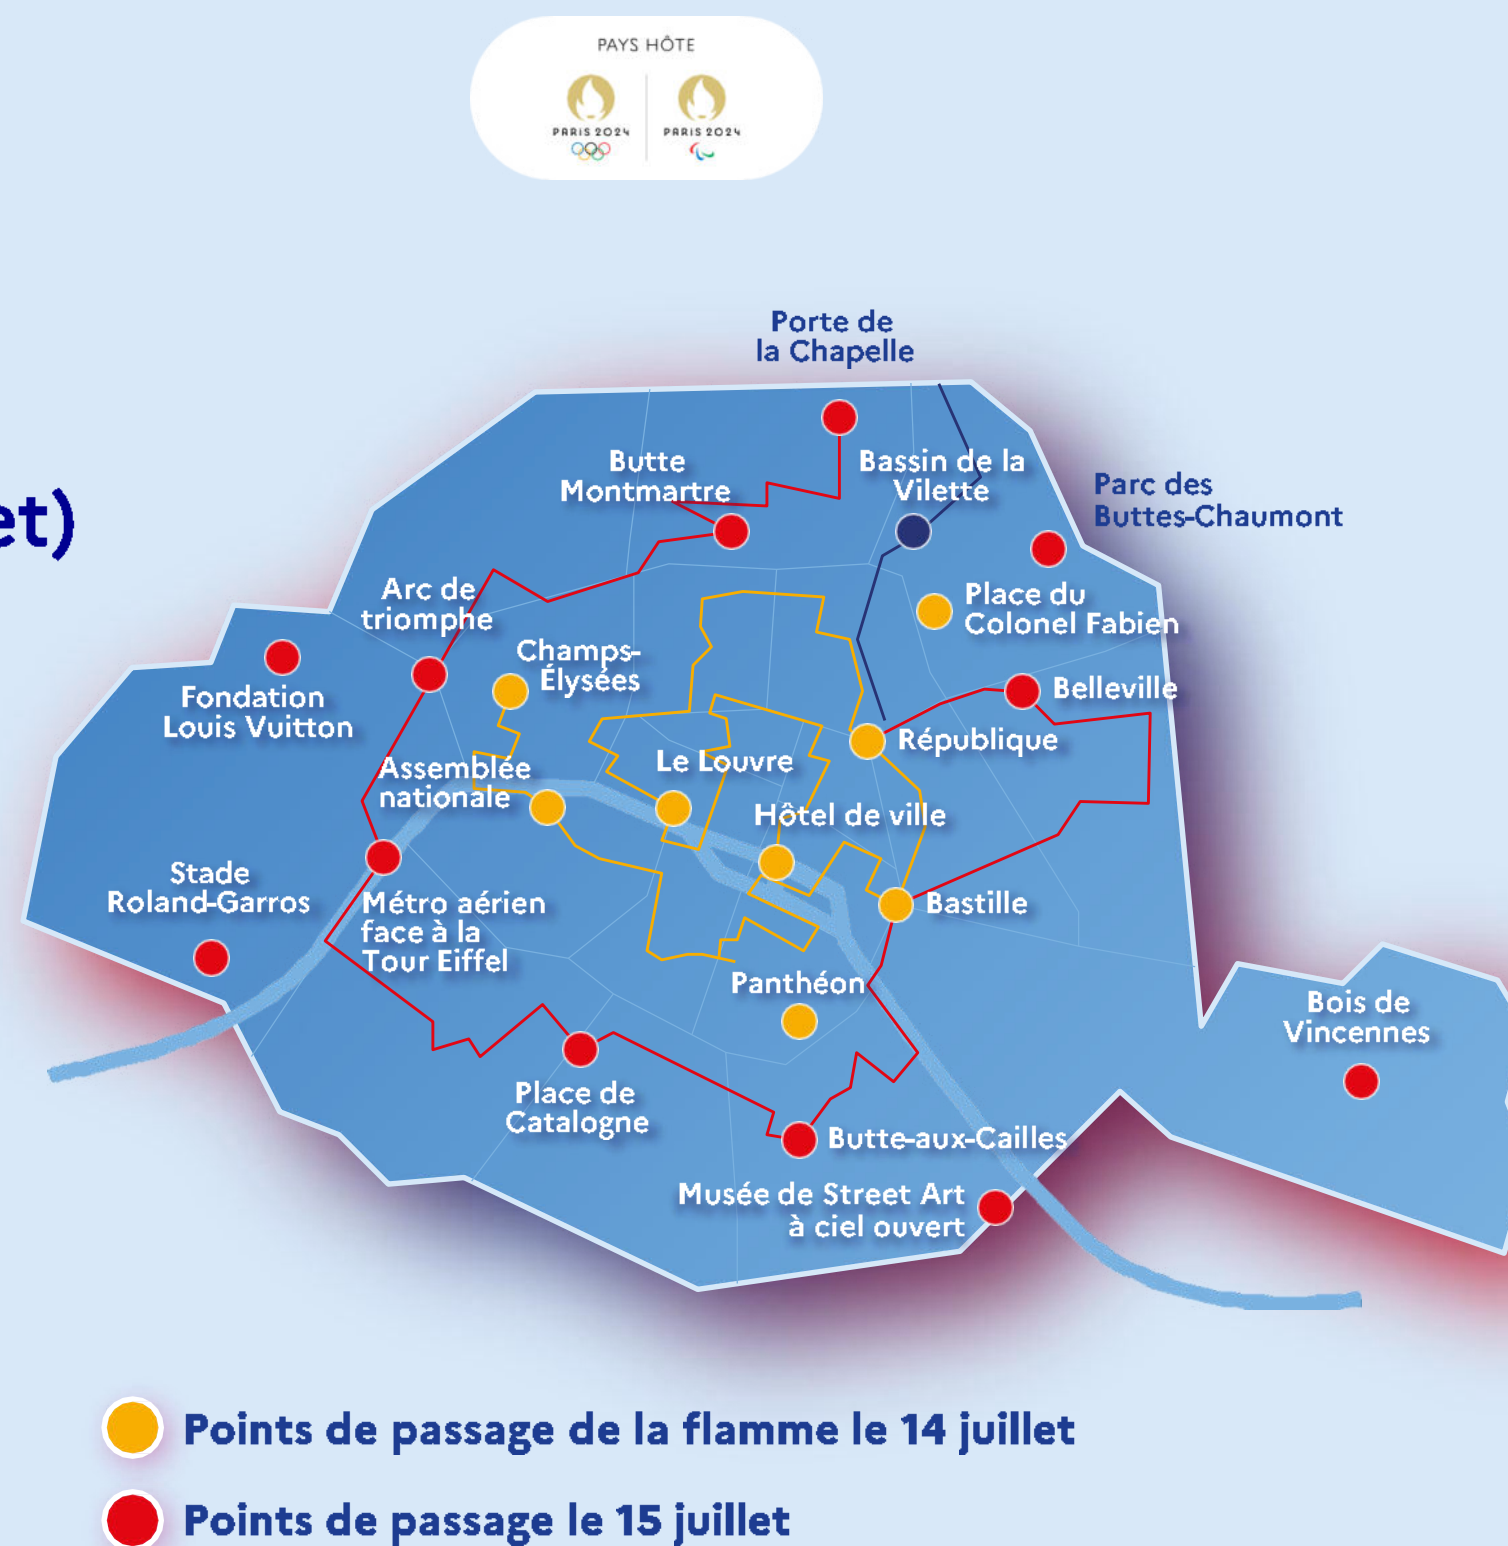 PAYS HÔTE
PARIS 2024
PARIS 2024
Porte de
la Chapelle
Butte
Montmartre
Bassin de la
Vilette
Parc des
Buttes-Chaumont
et)
Arc de
triomphe
Place du
Colonel Fabien
Champs-
Élysées
Fondation
Louis Vuitton
Belleville
République
Assemblée
nationale
Le Louvre
Hôtel de ville
Stade
Roland-Garros
Métro aérien
face à la
Tour Eiffel
Bastille
Panthéon
Bois de
Vincennes
Place de
Catalogne
Butte-aux-Cailles
Musée de Street Art
à ciel ouvert
Points de passage de la flamme le 14 juillet
Points de passage le 15 juillet